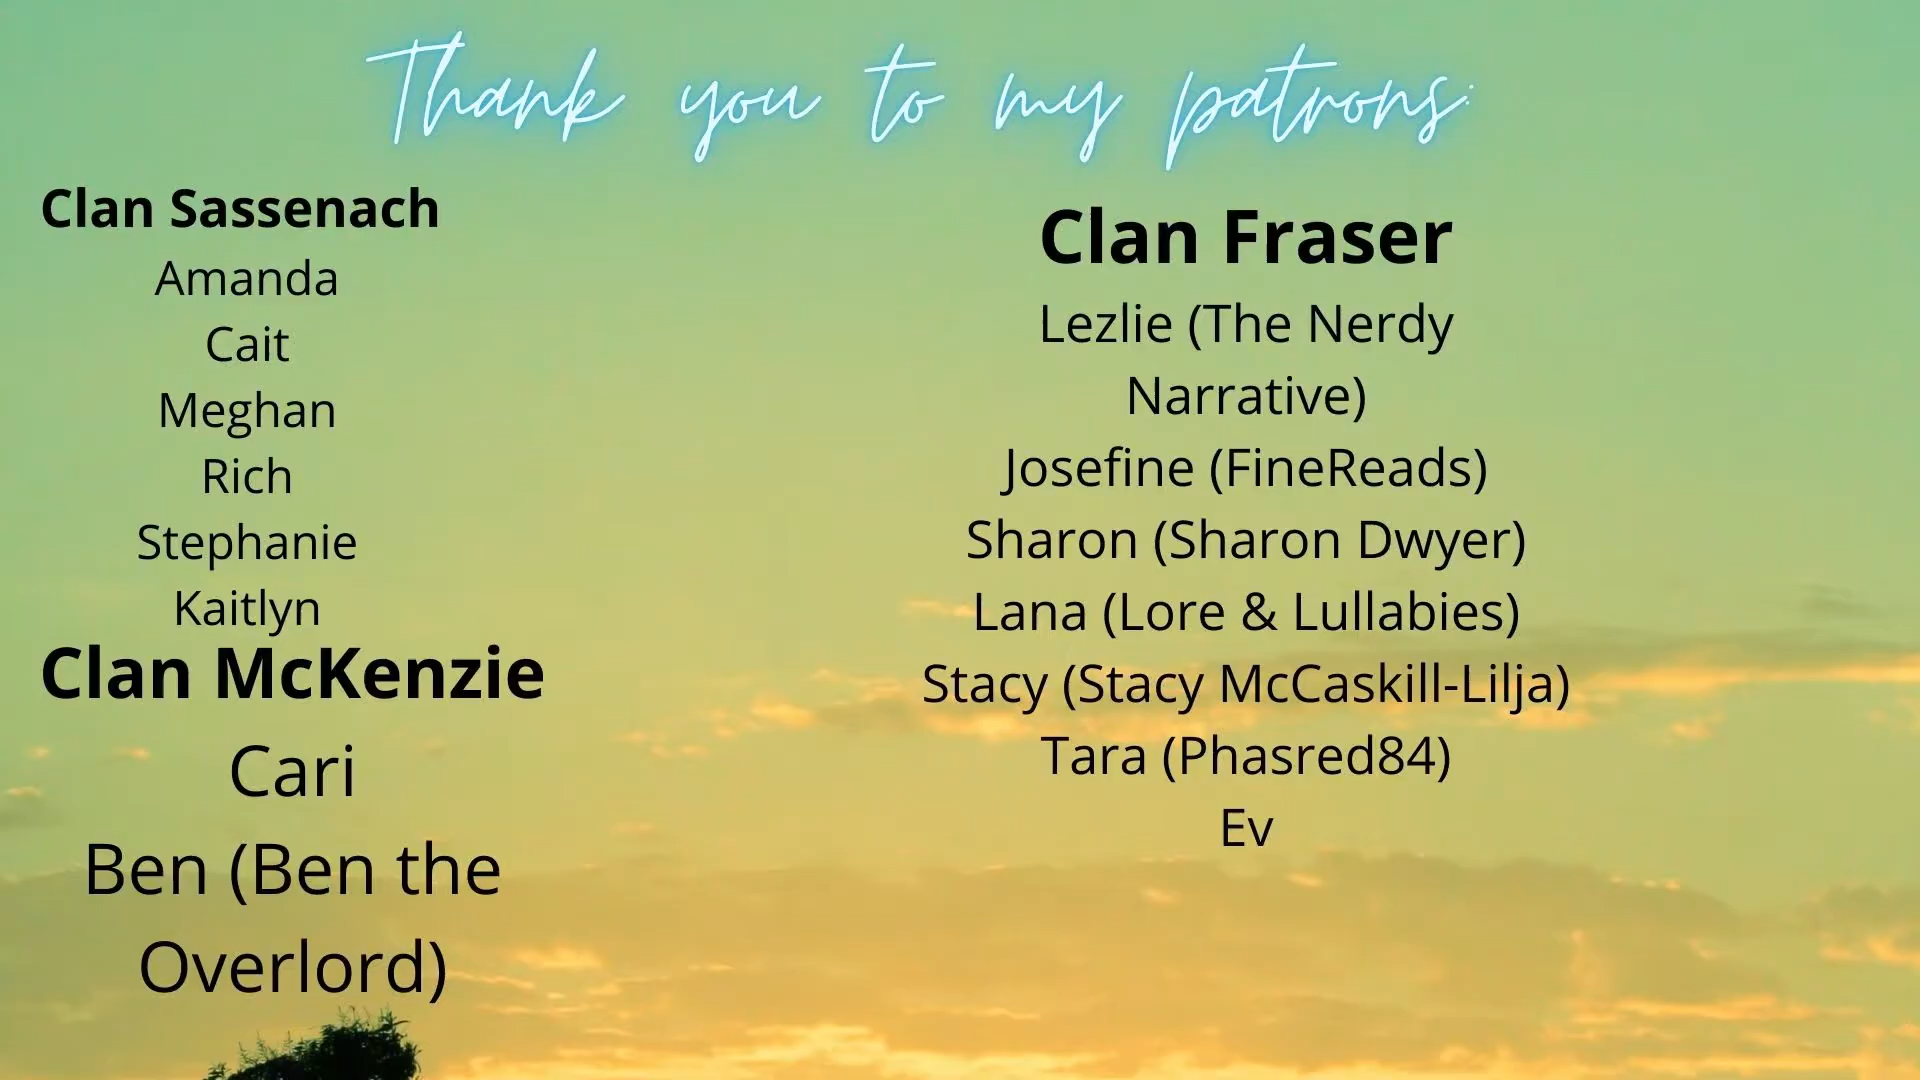 Thank you to my patrons:
Clan Sassenach
Amanda
Cait
Meghan
Rich
Stephanie
Kaitlyn
Clan McKenzie
Cari
Ben (Ben the
Overlord)
Clan Fraser
Lezlie (The Nerdy
Narrative)
Josefine (FineReads)
Sharon (Sharon Dwyer)
Lana (Lore & Lullabies)
Stacy (Stacy McCaskill-Lilja)
Tara (Phasred84)
Ev